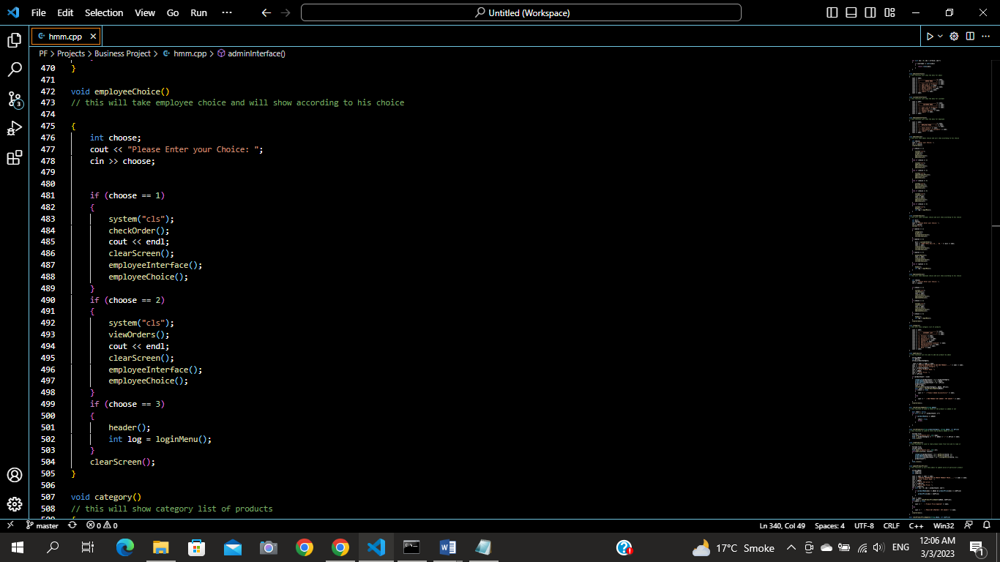 File Edit Selection View Go Run ··· Untitled (Workspace)
hmm.cpp
PF > Projects > Business Project > hmm.cpp > adminInterface()
470 }
471
472 void employeeChoice()
473 // this will take employee choice and will show according to his choice
474
475 {
476 int choose;
477 cout << "Please Enter your Choice: ";
478 cin >> choose;
479
480
481 if (choose == 1)
482 {
483 system("cls");
484 checkOrder();
485 cout << endl;
486 clearScreen();
487 employeeInterface();
488 employeeChoice();
489 }
490 if (choose == 2)
491 {
492 system("cls");
493 viewOrders();
494 cout << endl;
495 clearScreen();
496 employeeInterface();
497 employeeChoice();
498 }
499 if (choose == 3)
500 {
501 header();
502 int log = loginMenu();
503 }
504 clearScreen();
505 }
506
507 void category()
508 // this will show category list of products
3
master 0 0 Ln 340, Col 49 Spaces: 4 UTF-8 CRLF C++ Win32
17°C Smoke ENG 12:06 AM
3/3/2023
1